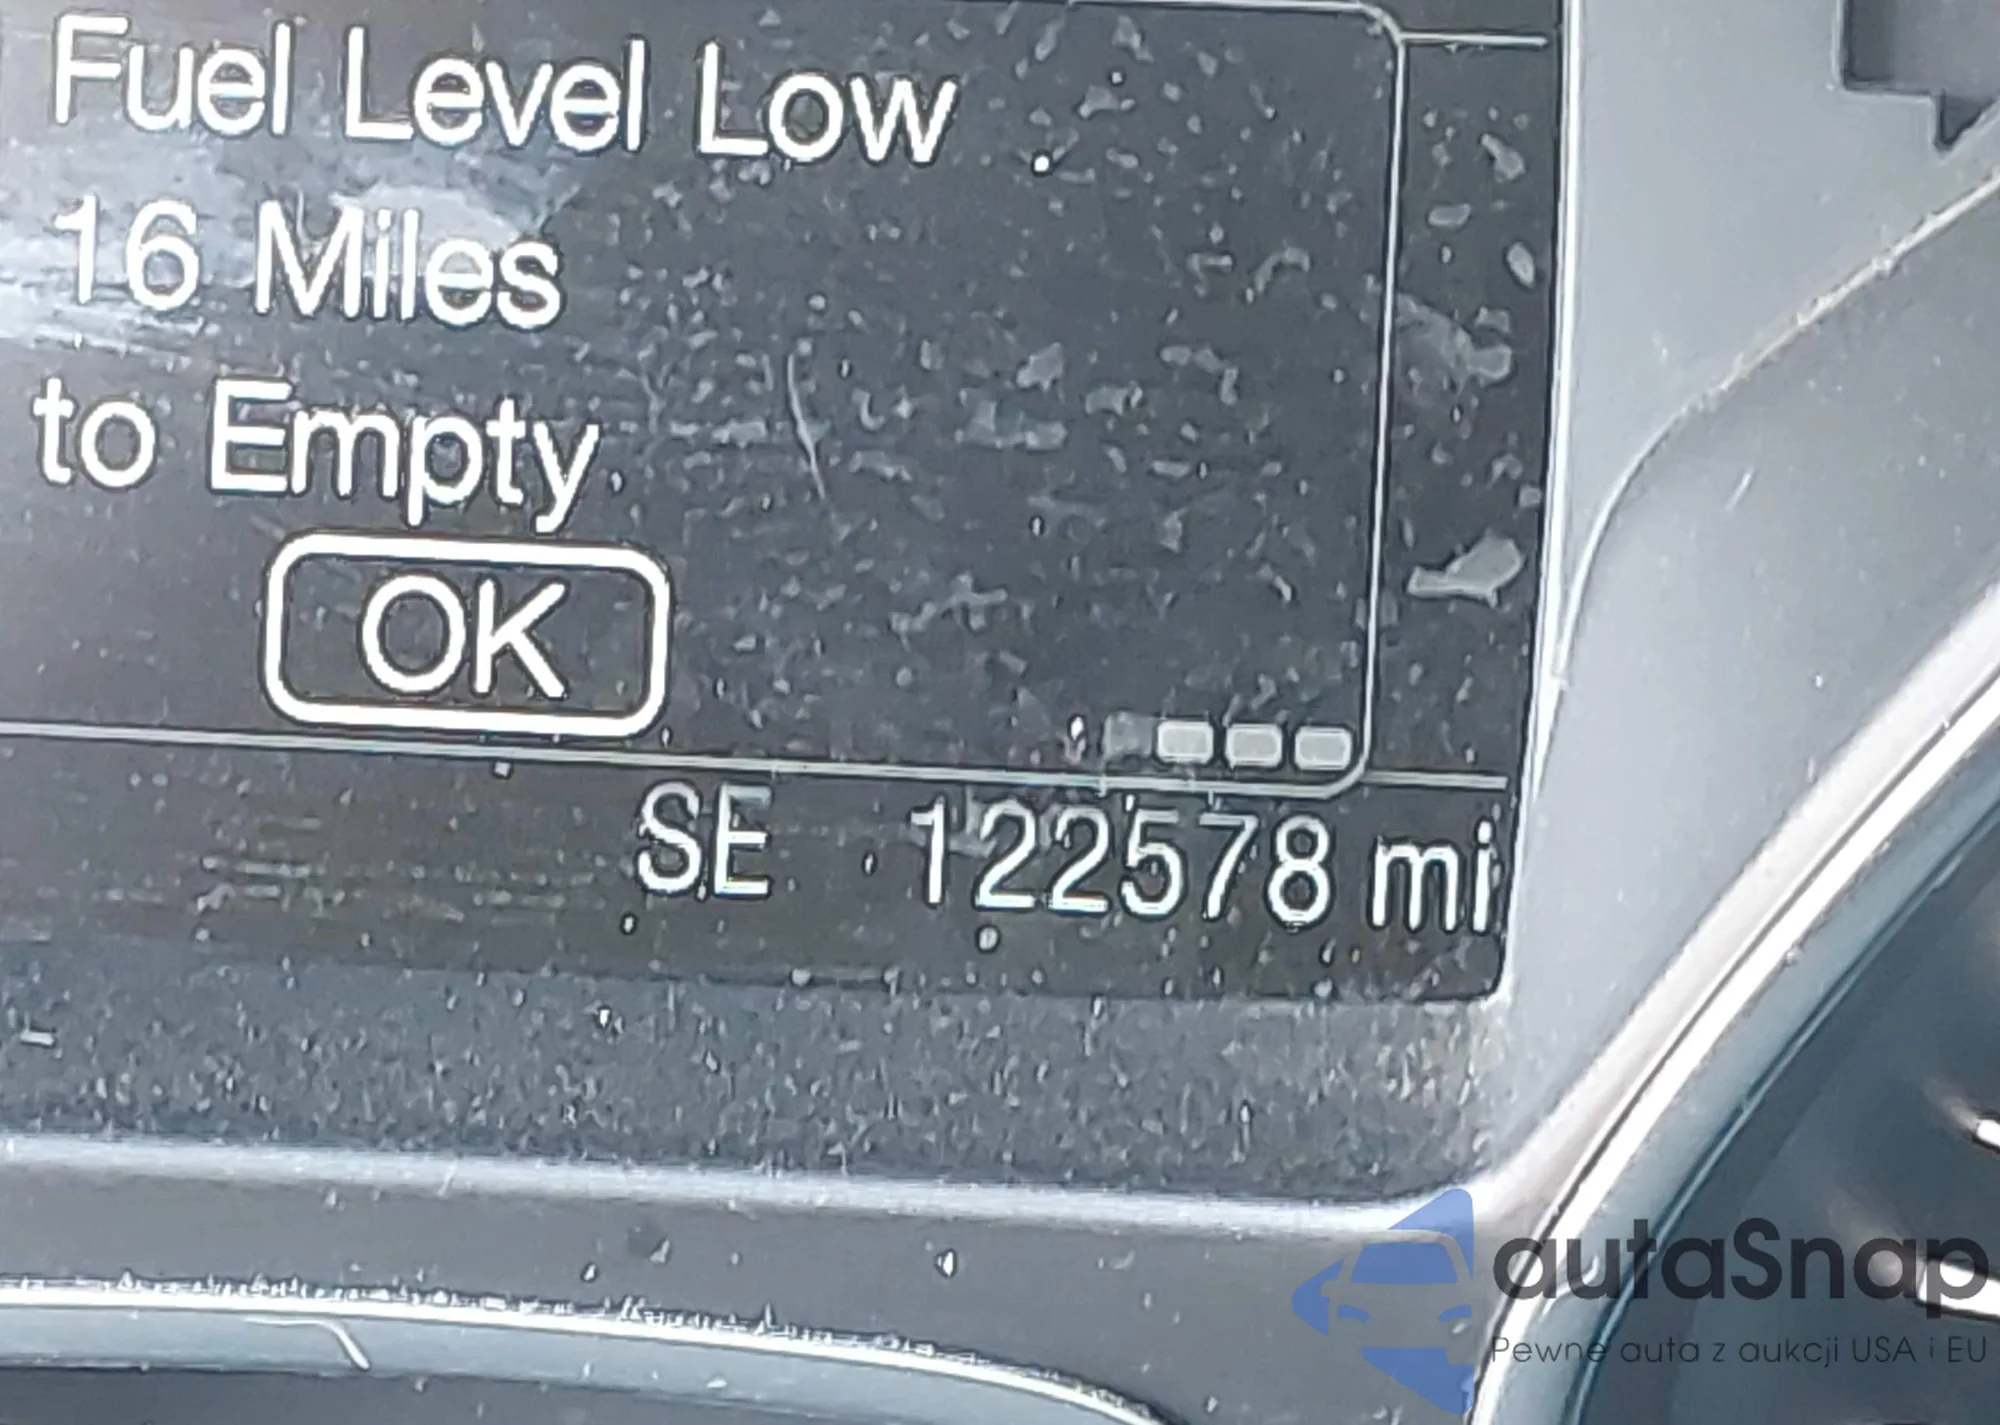 Fuel Level Low
16 Miles
to Empty
OK
SE 122578 mi
autaSnap
Pewne auta z aukcji USA i EU